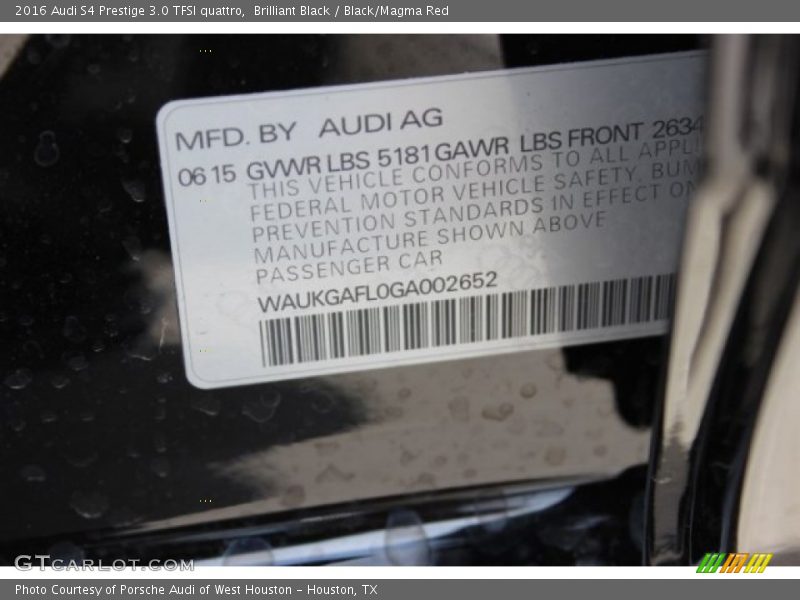 2016 Audi S4 Prestige 3.0 TFSI quattro, Brilliant Black / Black/Magma Red
MFD. BY AUDI AG
06 15 GVWR LBS 5181 GAWR LBS FRONT 2634
THIS VEHICLE CONFORMS TO ALL APPLI
FEDERAL MOTOR VEHICLE SAFETY, BUM
PREVENTION STANDARDS IN EFFECT ON
MANUFACTURE SHOWN ABOVE
PASSENGER CAR
WAUKGAFL0GA002652
GTCARLOT.COM
Photo Courtesy of Porsche Audi of West Houston - Houston, TX